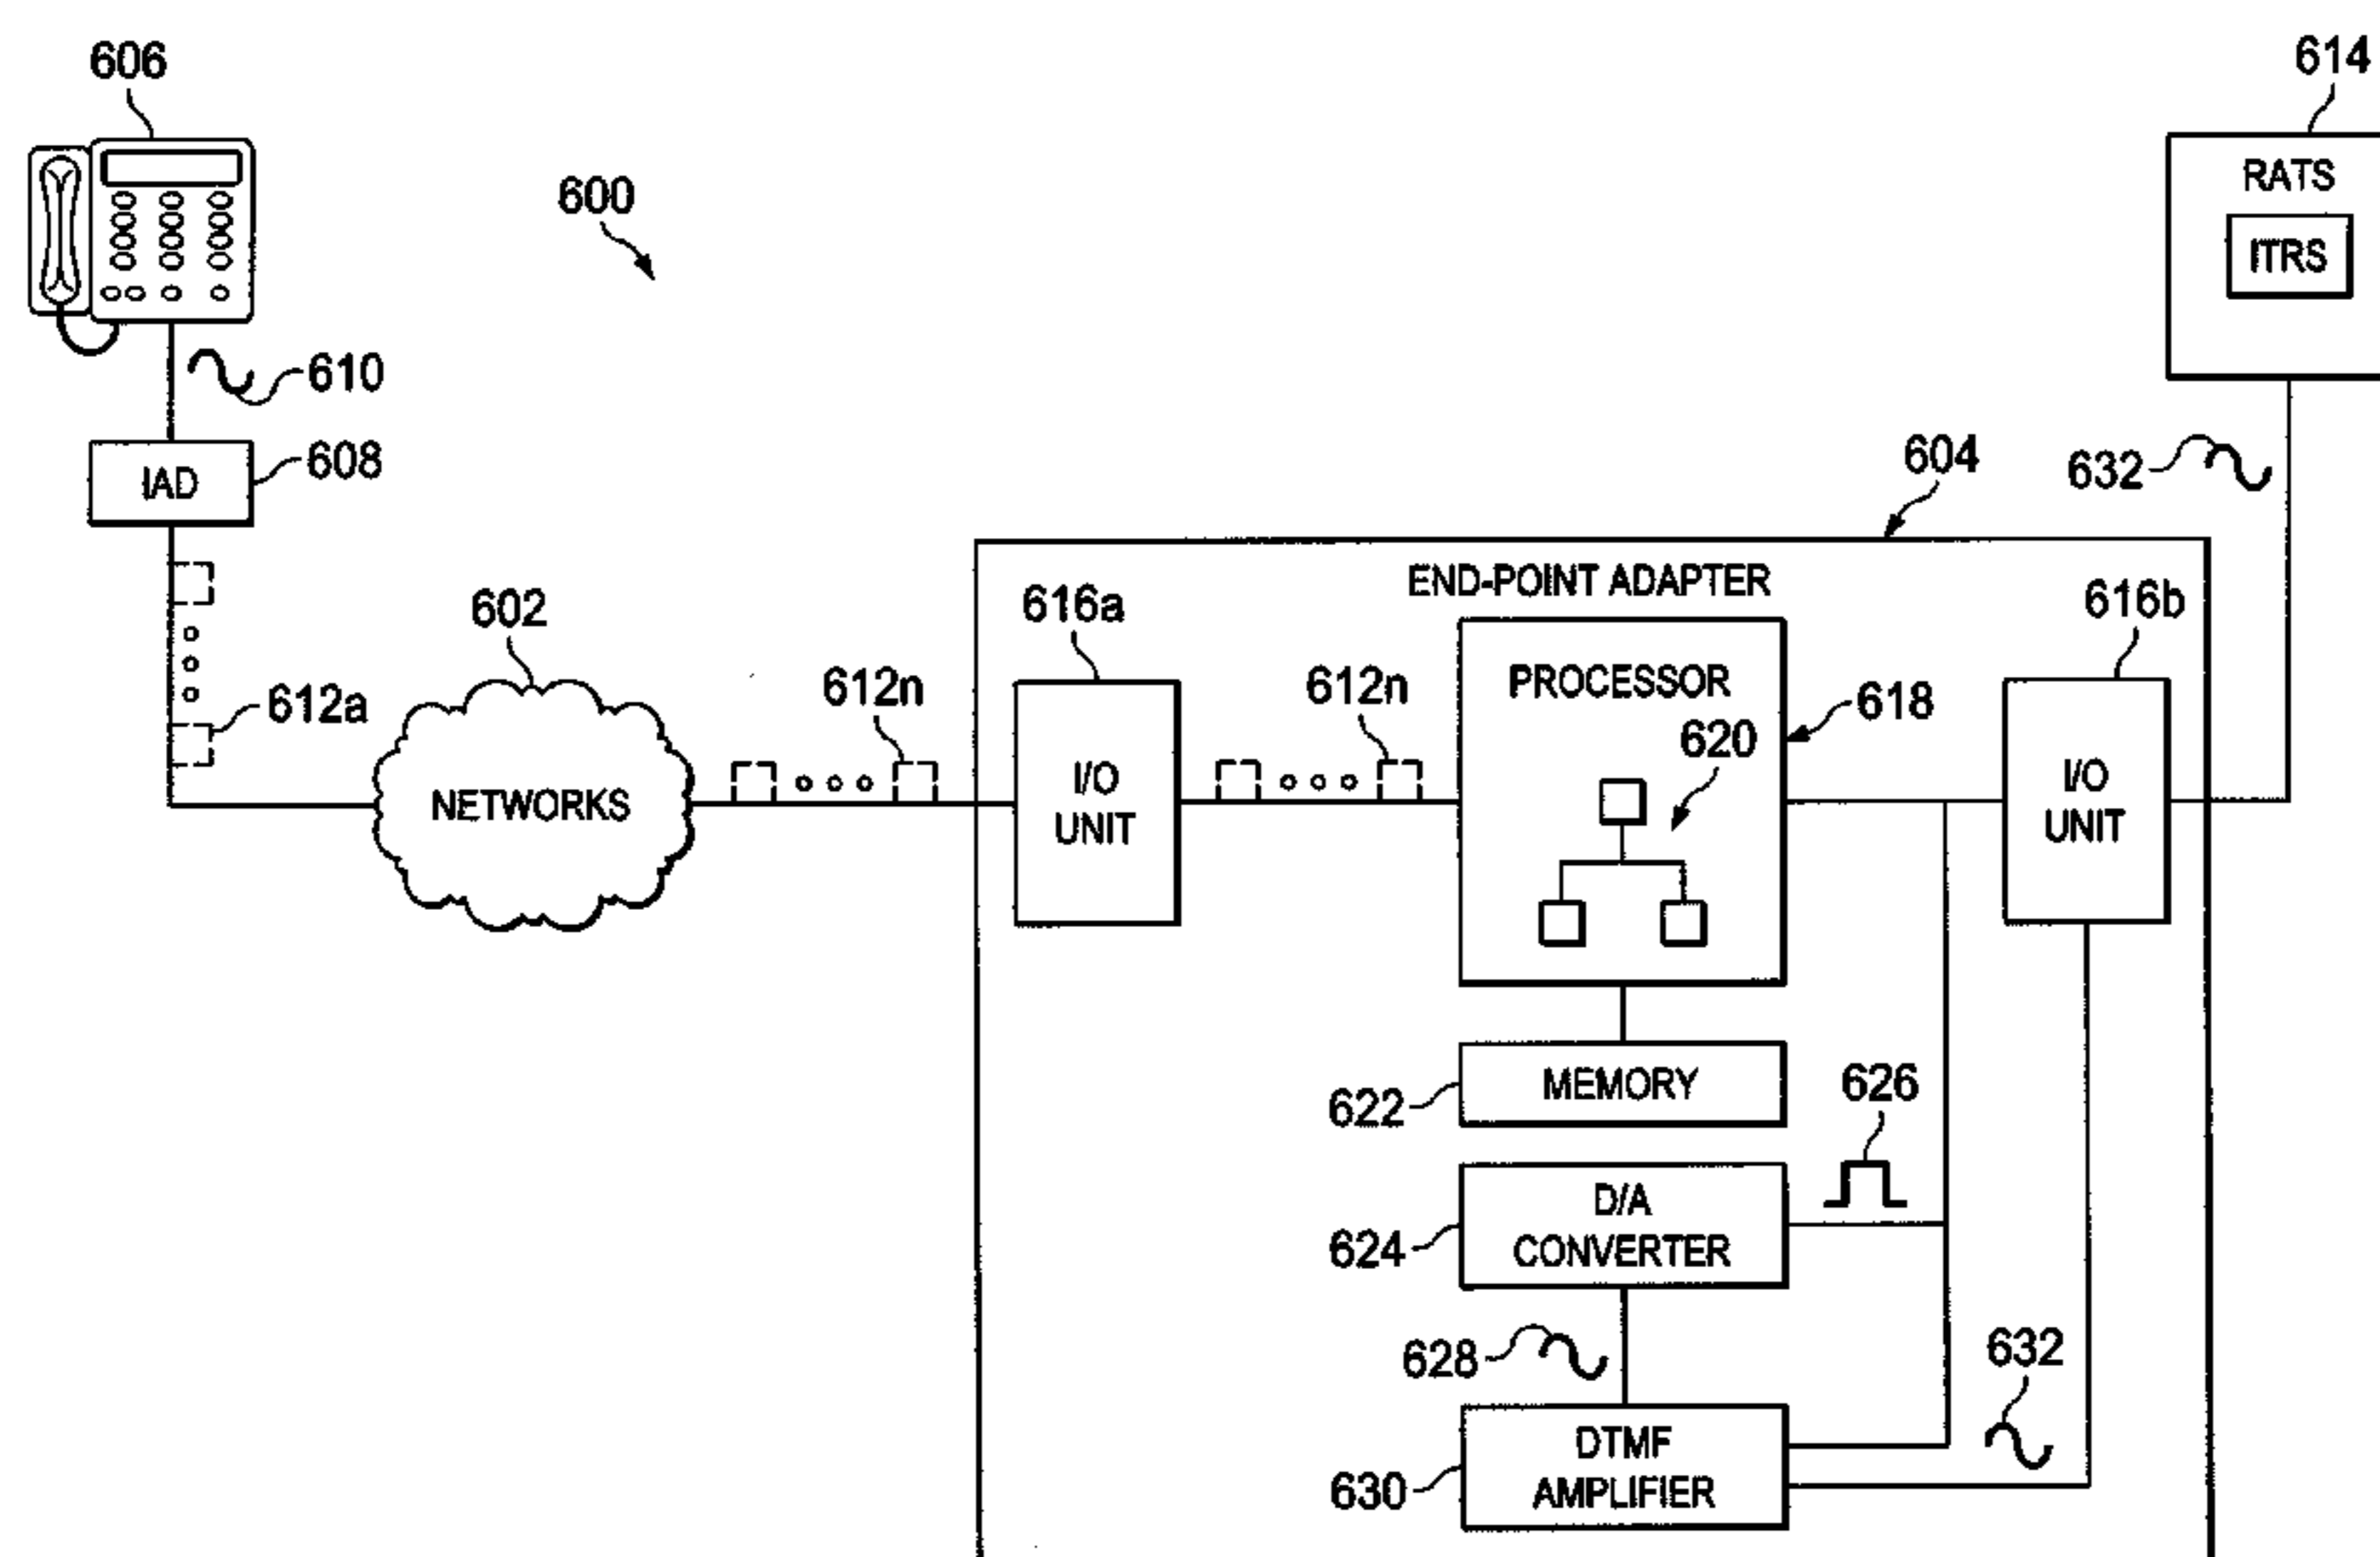 606
614
RATS
ITRS
600
610
IAD
608
632
604
END-POINT ADAPTER
602
612a
NETWORKS
612n
616a
I/O
UNIT
612n
PROCESSOR
620
618
616b
I/O
UNIT
MEMORY
622
626
D/A
CONVERTER
624
628
632
DTMF
AMPLIFIER
630